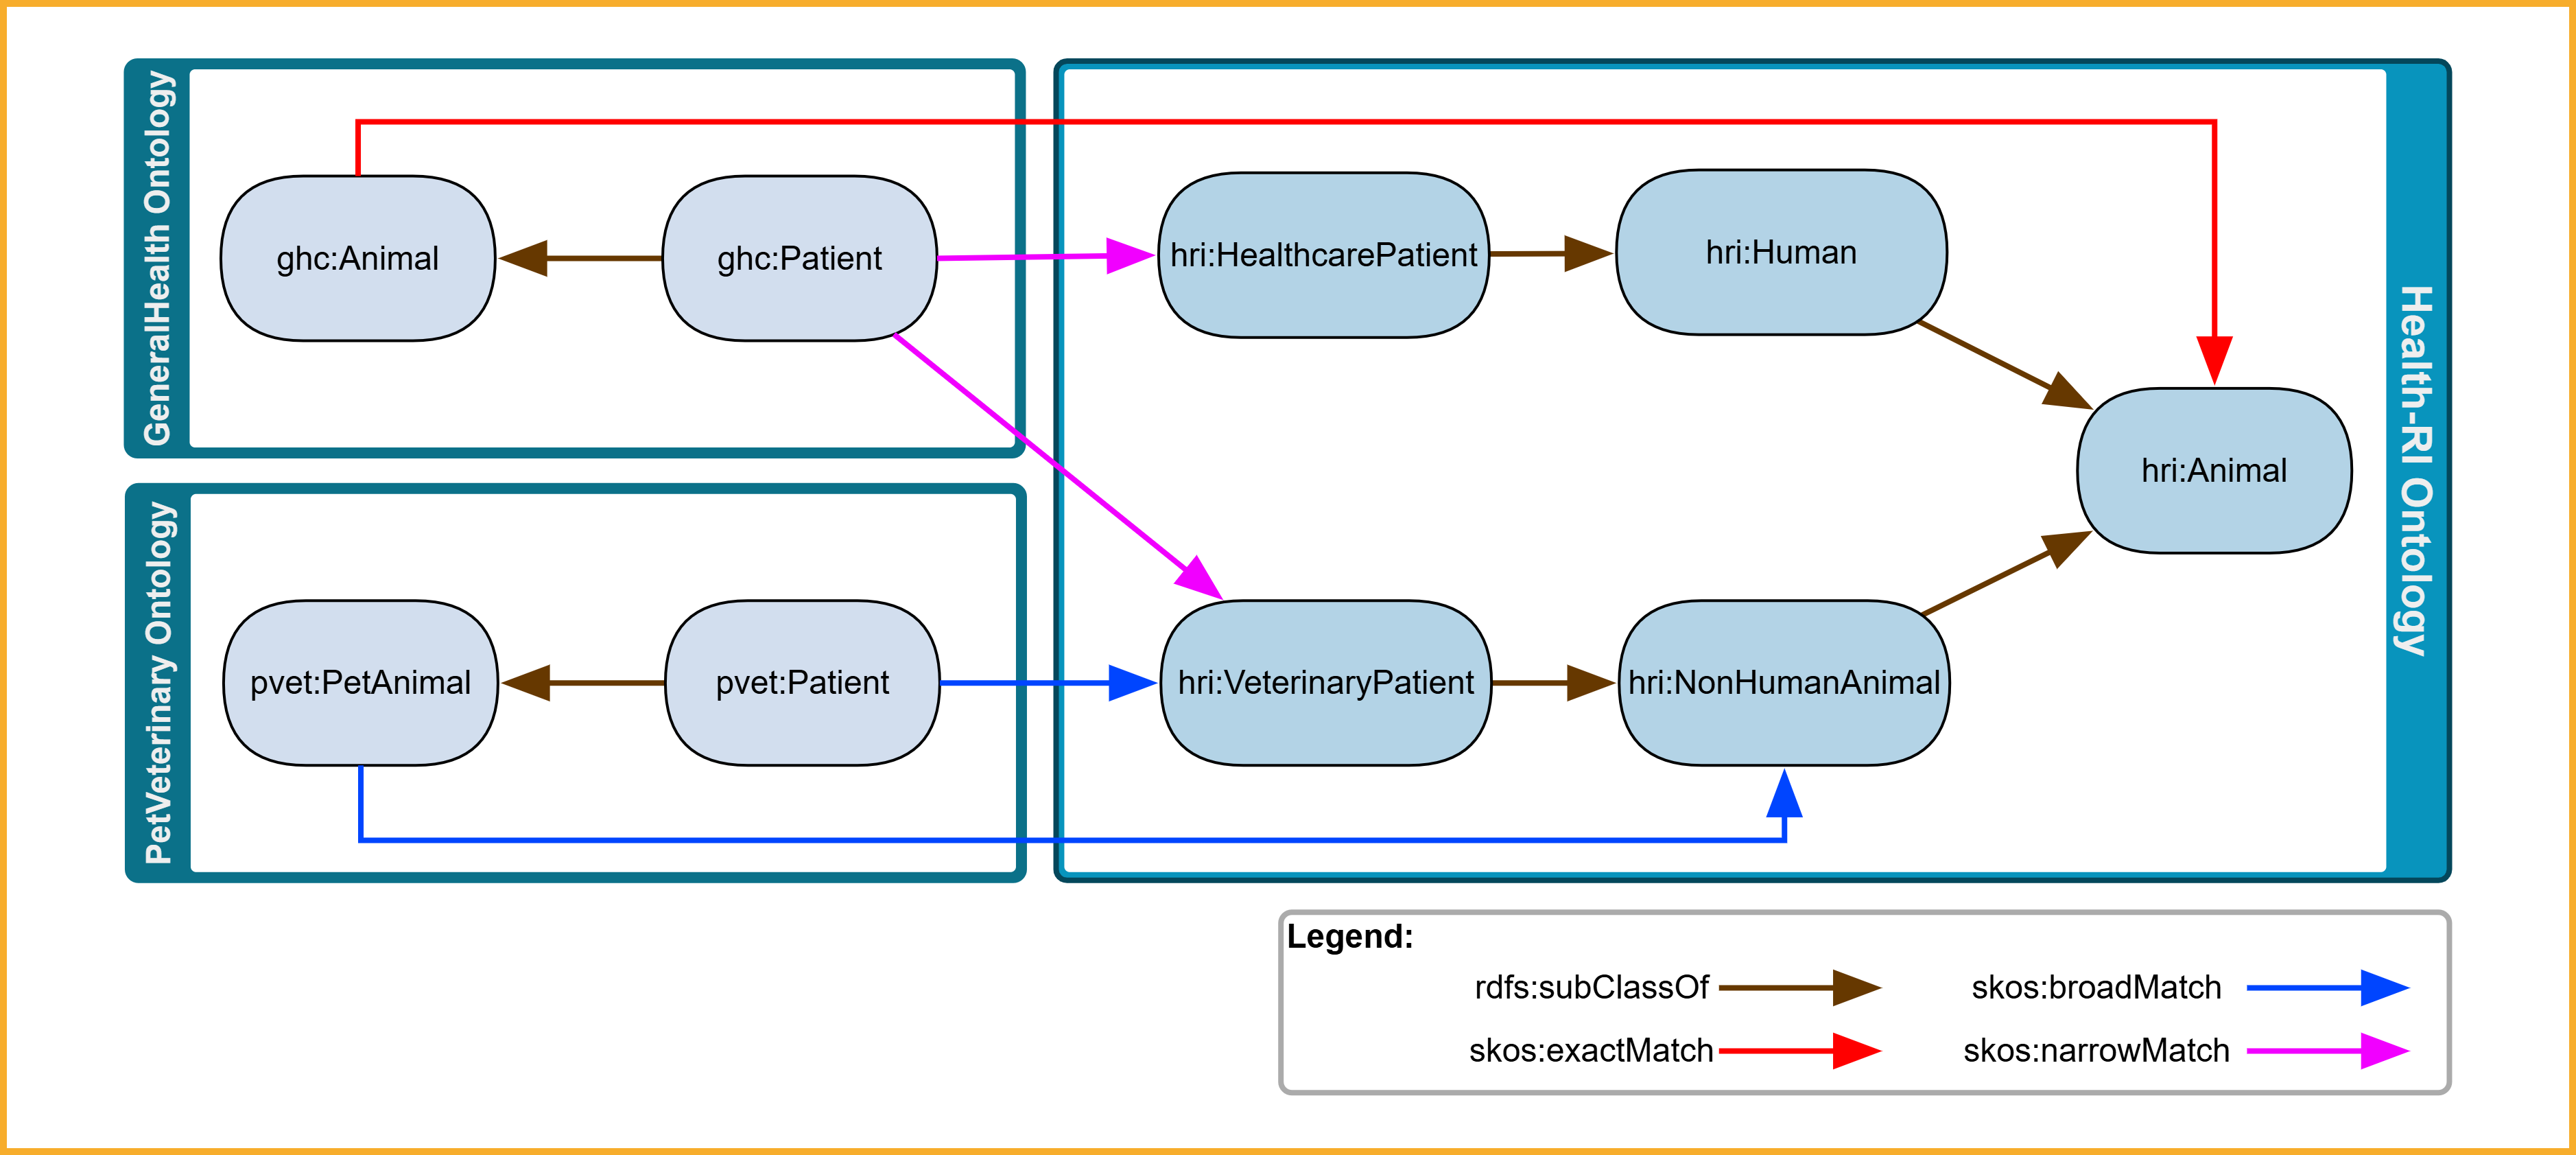 GeneralHealth Ontology
ghc:Animal
ghc:Patient
PetVeterinary Ontology
pvet:PetAnimal
pvet:Patient
hri:HealthcarePatient
hri:Human
hri:Animal
hri:VeterinaryPatient
hri:NonHumanAnimal
Health-RI Ontology
Legend:
rdfs:subClassOf
skos:broadMatch
skos:exactMatch
skos:narrowMatch